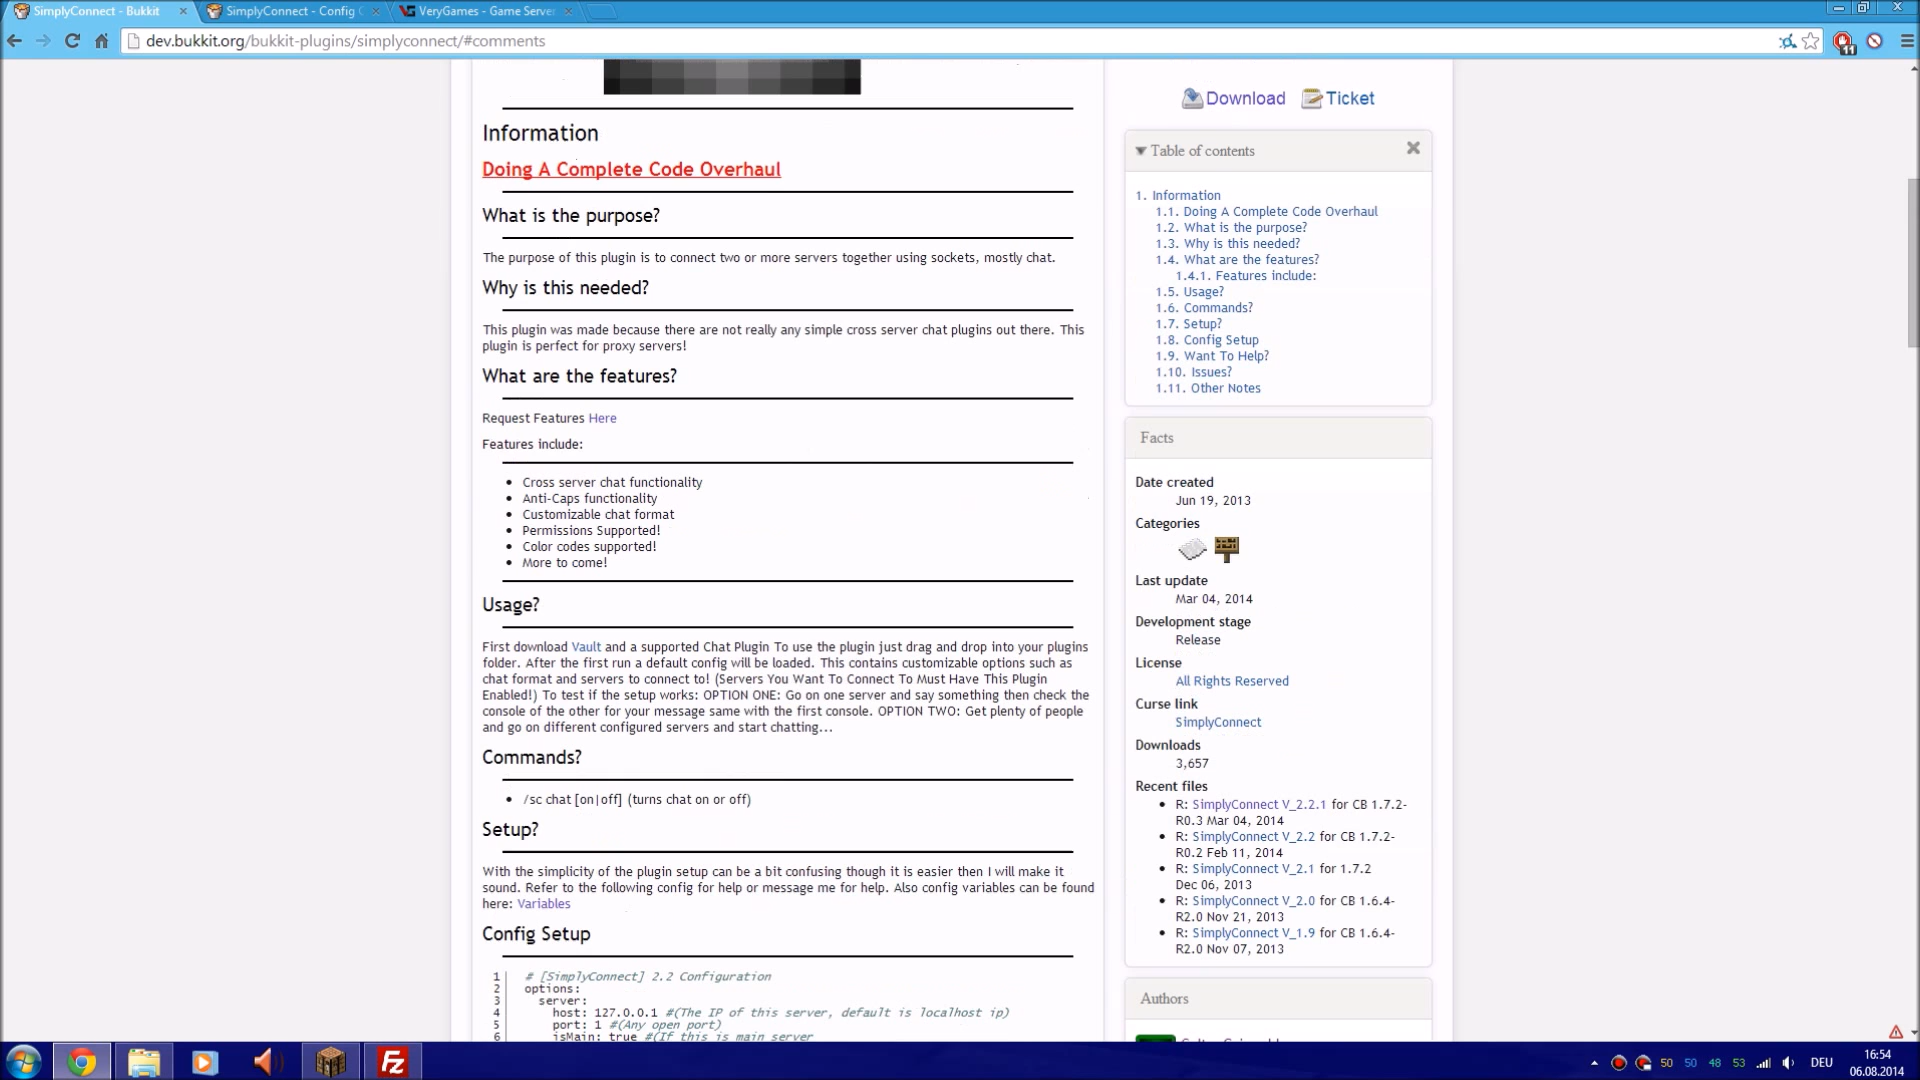 SimplyConnect - Bukkit
SimplyConnect - Config
VeryGames - Game Server
dev.bukkit.org/bukkit-plugins/simplyconnect/#comments
11
Information
Doing A Complete Code Overhaul
What is the purpose?
The purpose of this plugin is to connect two or more servers together using sockets, mostly chat.
Why is this needed?
This plugin was made because there are not really any simple cross server chat plugins out there. This
plugin is perfect for proxy servers!
What are the features?
Request Features Here
Features include:
Cross server chat functionality
Anti-Caps functionality
Customizable chat format
Permissions Supported!
Color codes supported!
More to come!
Usage?
First download Vault and a supported Chat Plugin To use the plugin just drag and drop into your plugins
folder. After the first run a default config will be loaded. This contains customizable options such as
chat format and servers to connect to! (Servers You Want To Connect To Must Have This Plugin
Enabled!) To test if the setup works: OPTION ONE: Go on one server and say something then check the
console of the other for your message same with the first console. OPTION TWO: Get plenty of people
and go on different configured servers and start chatting...
Commands?
/sc chat [on|off] (turns chat on or off)
Setup?
With the simplicity of the plugin setup can be a bit confusing though it is easier then I will make it
sound. Refer to the following config for help or message me for help. Also config variables can be found
here: Variables
Config Setup
1 # [SimplyConnect] 2.2 Configuration
2 options:
3 server:
4 host: 127.0.0.1 #(The IP of this server, default is localhost ip)
5 port: 1 #(Any open port)
6 isMain: true #(If this is main server
Download Ticket
Table of contents
1. Information
1.1. Doing A Complete Code Overhaul
1.2. What is the purpose?
1.3. Why is this needed?
1.4. What are the features?
1.4.1. Features include:
1.5. Usage?
1.6. Commands?
1.7. Setup?
1.8. Config Setup
1.9. Want To Help?
1.10. Issues?
1.11. Other Notes
Facts
Date created
Jun 19, 2013
Categories
Last update
Mar 04, 2014
Development stage
Release
License
All Rights Reserved
Curse link
SimplyConnect
Downloads
3,657
Recent files
R: SimplyConnect V_2.2.1 for CB 1.7.2-
R0.3 Mar 04, 2014
R: SimplyConnect V_2.2 for CB 1.7.2-
R0.2 Feb 11, 2014
R: SimplyConnect V_2.1 for 1.7.2
Dec 06, 2013
R: SimplyConnect V_2.0 for CB 1.6.4-
R2.0 Nov 21, 2013
R: SimplyConnect V_1.9 for CB 1.6.4-
R2.0 Nov 07, 2013
Authors
50 50 48 53 DEU
16:54
06.08.2014